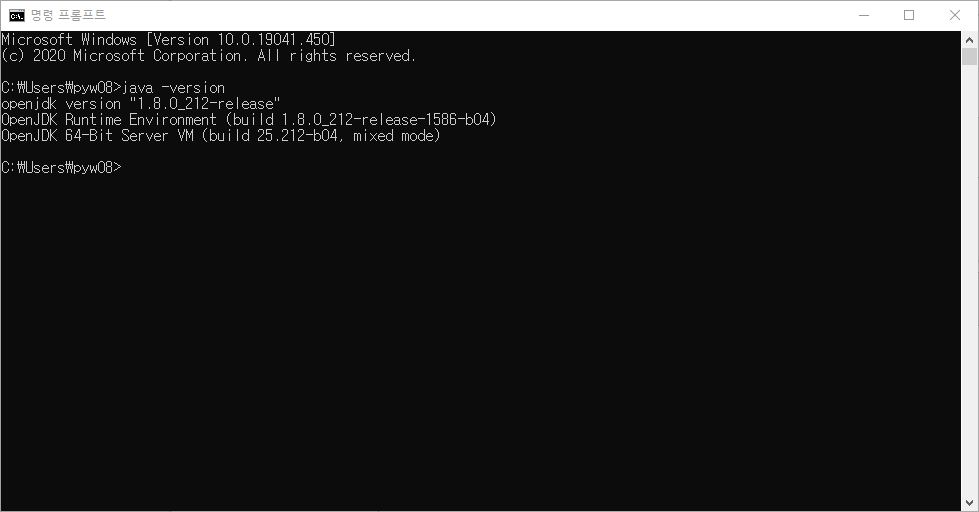 명령 프롬프트
Microsoft Windows [Version 10.0.19041.450]
(c) 2020 Microsoft Corporation. All rights reserved.
C:₩Users₩pyw08>java -version
openjdk version "1.8.0_212-release"
OpenJDK Runtime Environment (build 1.8.0_212-release-1586-b04)
OpenJDK 64-Bit Server VM (build 25.212-b04, mixed mode)
C:₩Users₩pyw08>